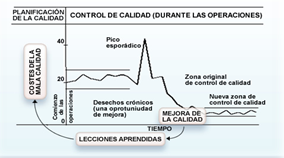 PLANIFICACIÓN
DE LA CALIDAD
CONTROL DE CALIDAD (DURANTE LAS OPERACIONES)
COSTES DE LA
MALA CALIDAD
40
20
0
Pico
esporádico
Zona original
de control de calidad
Comienzo
de las
operaciones
Desechos crónicos
(una oprotuniudad
de mejora)
Nueva zona de
control de calidad
MEJORA DE
LA CALIDAD
TIEMPO
LECCIONES APRENDIDAS